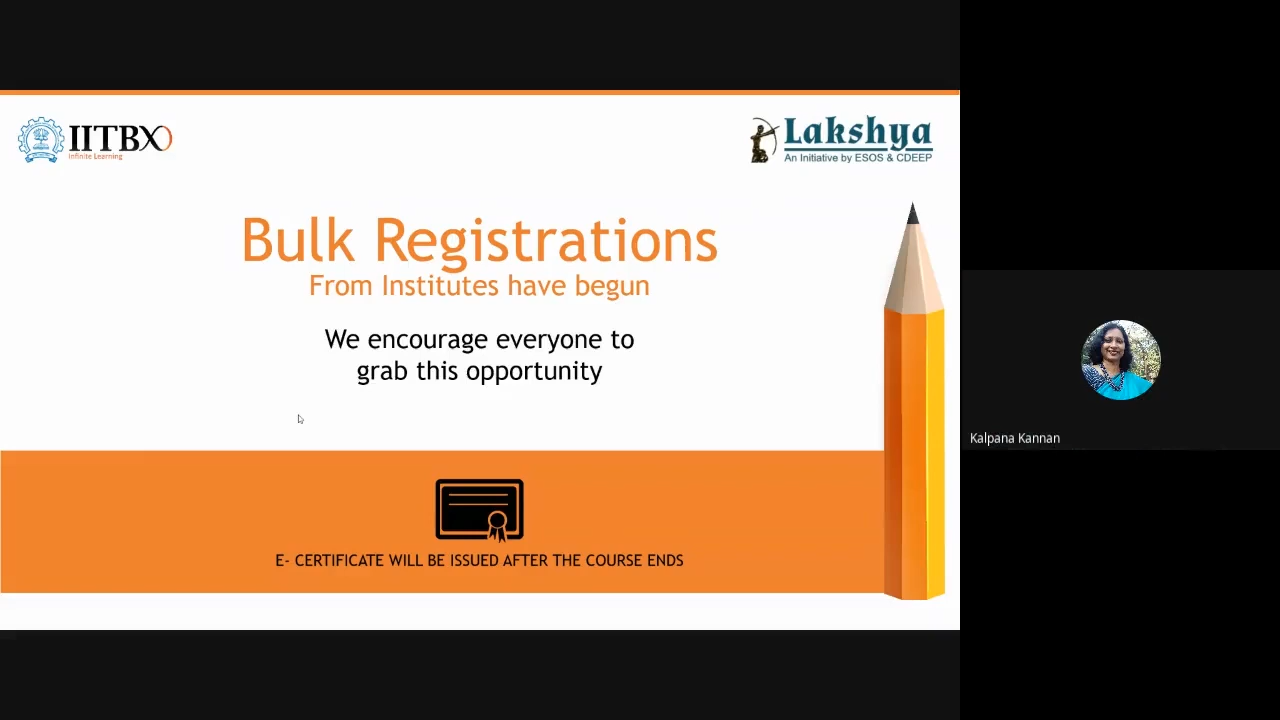 IITBX
Infinite Learning
Lakshya
An Initiative by ESOS & CDEEP
Bulk Registrations
From Institutes have begun
We encourage everyone to
grab this opportunity
E- CERTIFICATE WILL BE ISSUED AFTER THE COURSE ENDS
Kalpana Kannan